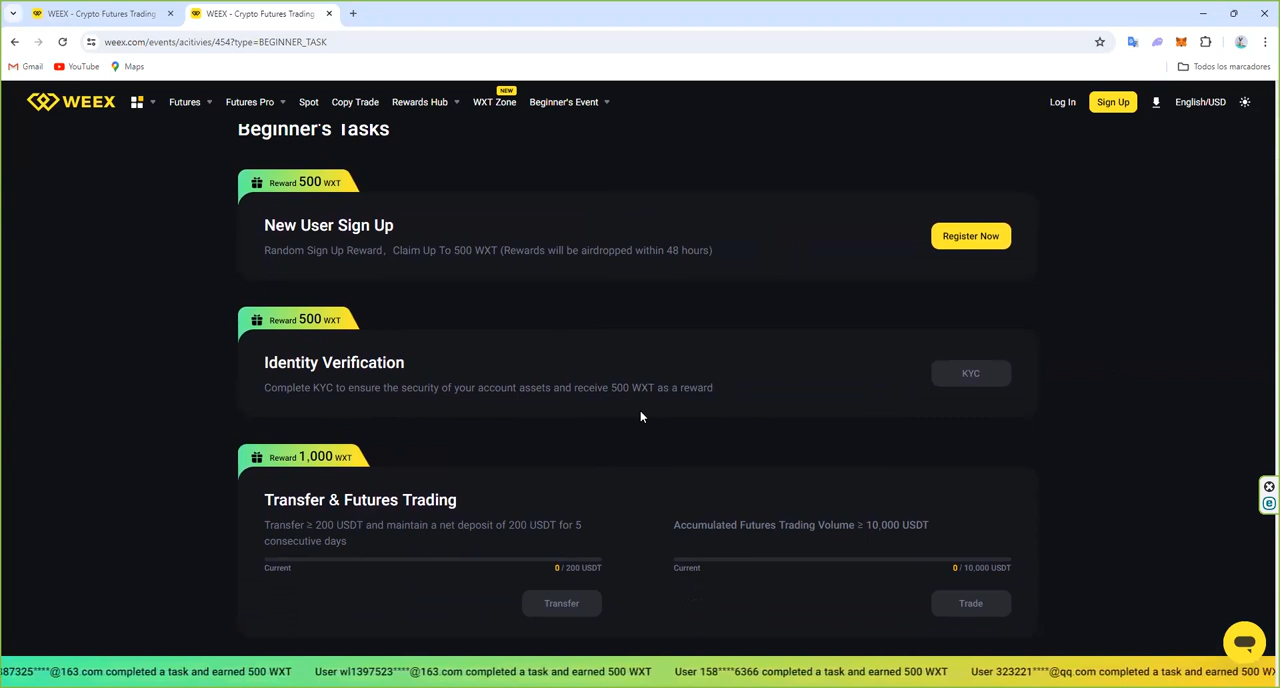 WEEX - Crypto Futures Trading
WEEX - Crypto Futures Trading
weex.com/events/acitivies/454?type=BEGINNER_TASK
Gmail
YouTube
Maps
Todos los marcadores
WEEX
Futures
Futures Pro
Spot
Copy Trade
Rewards Hub
NEW
WXT Zone
Beginner's Event
Log In
Sign Up
English/USD
Beginner's Tasks
Reward 500 WXT
New User Sign Up
Random Sign Up Reward，Claim Up To 500 WXT (Rewards will be airdropped within 48 hours)
Register Now
Reward 500 WXT
Identity Verification
Complete KYC to ensure the security of your account assets and receive 500 WXT as a reward
KYC
Reward 1,000 WXT
Transfer & Futures Trading
Transfer ≥ 200 USDT and maintain a net deposit of 200 USDT for 5
consecutive days
Current
0 / 200 USDT
Transfer
Accumulated Futures Trading Volume ≥ 10,000 USDT
Current
0 / 10,000 USDT
Trade
387325****@163.com completed a task and earned 500 WXT
User wl1397523****@163.com completed a task and earned 500 WXT
User 158****6366 completed a task and earned 500 WXT
User 323221****@qq.com completed a task and earned 500